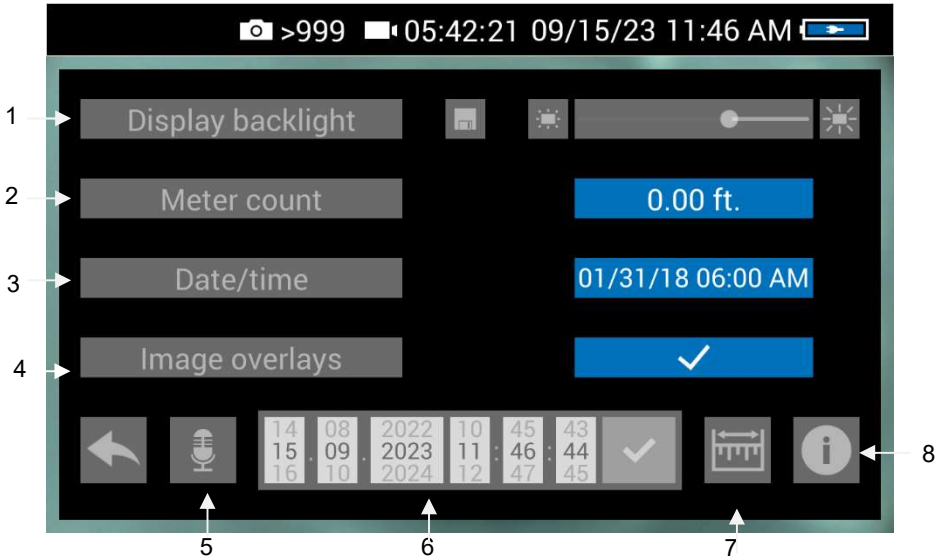 >999 05:42:21 09/15/23 11:46 AM
1 Display backlight
2 Meter count 0.00 ft.
3 Date/time 01/31/18 06:00 AM
4 Image overlays
14 08 2022 10 45 43
15 . 09 . 2023 11 : 46 : 44
16 10 2024 12 47 45
i 8
5 6 7